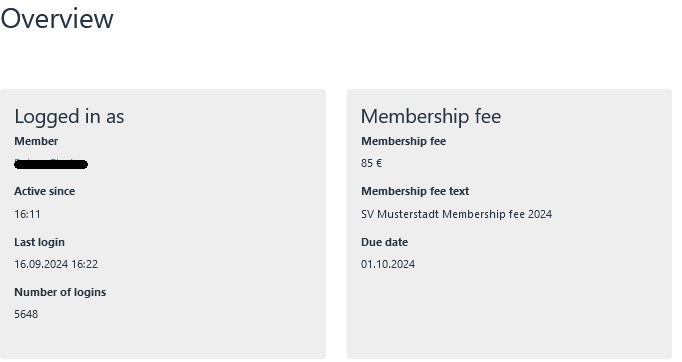 Overview
Logged in as
Member
Active since
16:11
Last login
16.09.2024 16:22
Number of logins
5648
Membership fee
Membership fee
85 €
Membership fee text
SV Musterstadt Membership fee 2024
Due date
01.10.2024